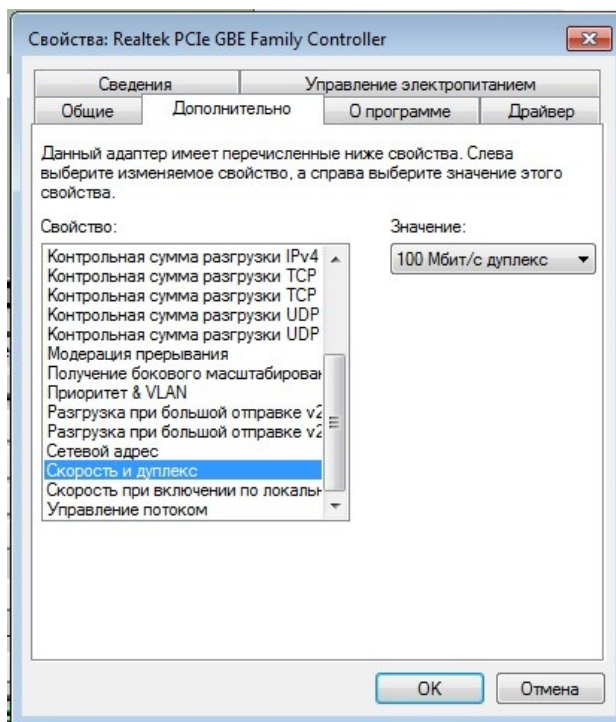 Свойства: Realtek PCIe GBE Family Controller
Сведения
Управление электропитанием
Общие
Дополнительно
О программе
Драйвер
Данный адаптер имеет перечисленные ниже свойства. Слева
выберите изменяемое свойство, а справа выберите значение этого
свойства.
Свойство:
Значение:
Контрольная сумма разгрузки IPv4
100 Мбит/с дуплекс
Контрольная сумма разгрузки TCP
Контрольная сумма разгрузки TCP
Контрольная сумма разгрузки UDP
Контрольная сумма разгрузки UDP
Модерация прерывания
Получение бокового масштабирован
Приоритет & VLAN
Разгрузка при большой отправке v2
Разгрузка при большой отправке v2
Сетевой адрес
Скорость и дуплекс
Скорость при включении по локальн
Управление потоком
OK
Отмена